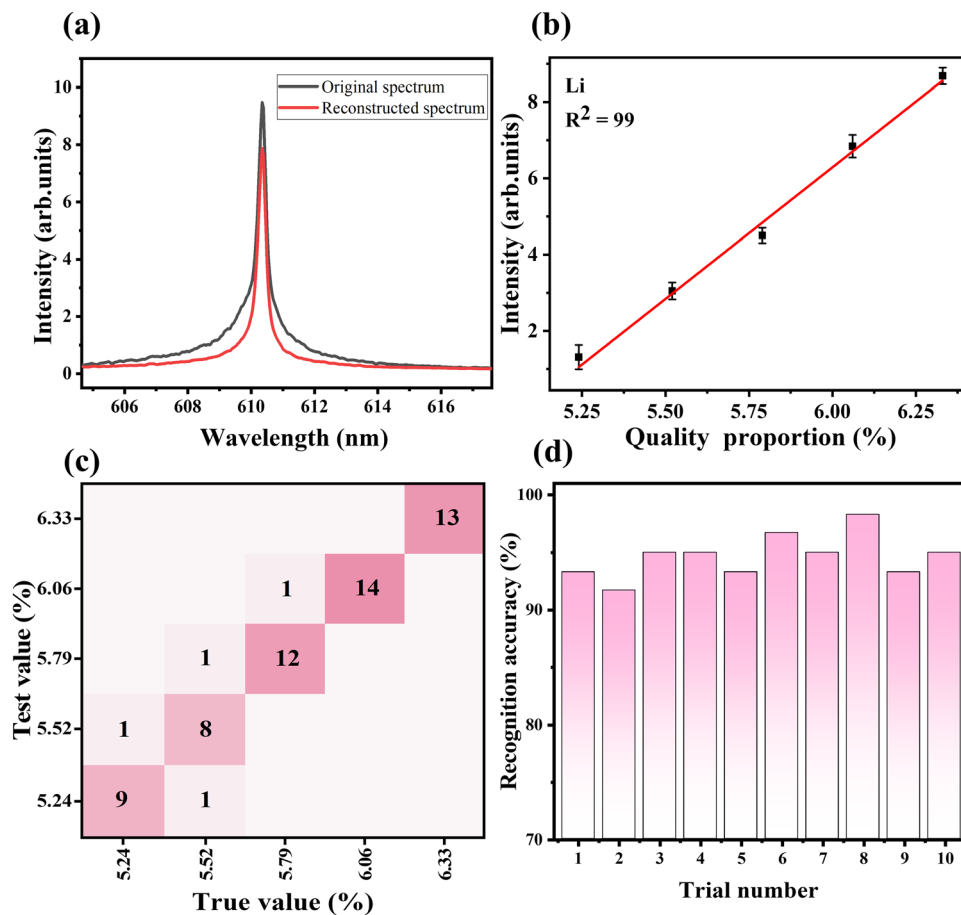 (a)
Original spectrum
Reconstructed spectrum
Intensity (arb.units)
10
8
6
4
2
0
606 608 610 612 614 616
Wavelength (nm)
(b)
Li
R² = 99
Intensity (arb.units)
8
6
4
2
5.25 5.52 5.79 6.06 6.25
Quality proportion (%)
(c)
Test value (%)
6.33
6.06
5.79
5.52
5.24
13
1 14
1 12
1 8
9 1
5.24 5.52 5.79 6.06 6.33
True value (%)
(d)
Recognition accuracy (%)
100
90
80
70
1 2 3 4 5 6 7 8 9 10
Trial number